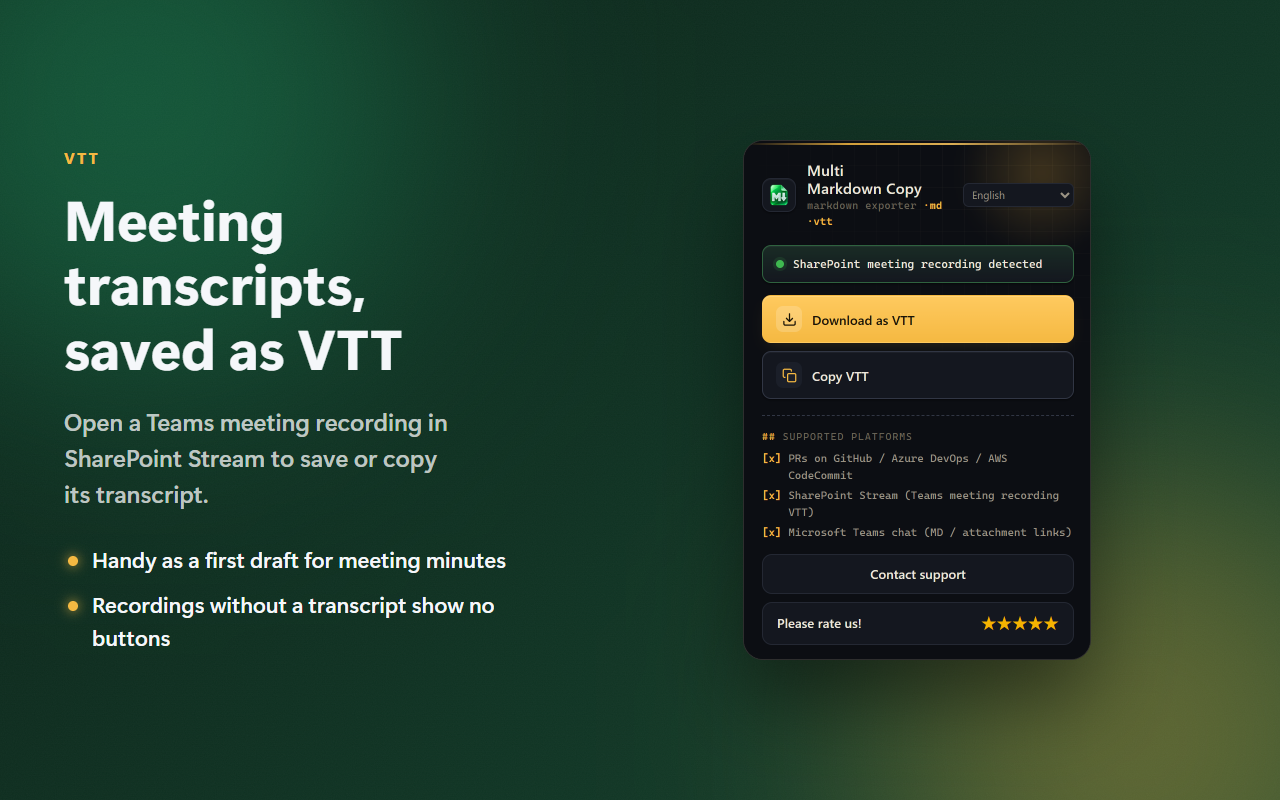 VTT
Meeting
transcripts,
saved as VTT
Open a Teams meeting recording in
SharePoint Stream to save or copy
its transcript.
Handy as a first draft for meeting minutes
Recordings without a transcript show no
buttons
M
Multi
Markdown Copy
markdown exporter ·md
·vtt
English
SharePoint meeting recording detected
Download as VTT
Copy VTT
## SUPPORTED PLATFORMS
[x] PRs on GitHub / Azure DevOps / AWS
CodeCommit
[x] SharePoint Stream (Teams meeting recording
VTT)
[x] Microsoft Teams chat (MD / attachment links)
Contact support
Please rate us! ★★★★★